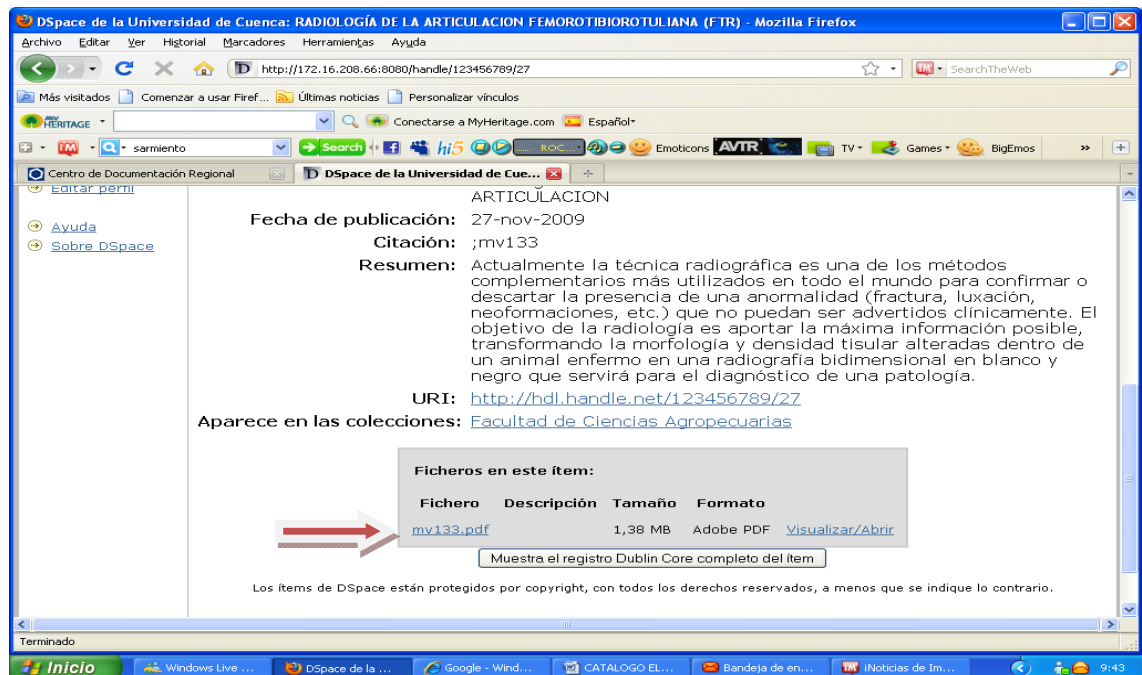 DSpace de la Universidad de Cuenca: RADIOLOGÍA DE LA ARTICULACION FEMOROTIBIOROTULIANA (FTR) - Mozilla Firefox
Archivo Editar Ver Historial Marcadores Herramientas Ayuda
http://172.16.208.66:8080/handle/123456789/27
SearchTheWeb
Más visitados Comenzar a usar Firef... Últimas noticias Personalizar vínculos
HERITAGE Conectarse a MyHeritage.com Español
sarmiento Search hi5 ROC... Emoticons AVTR TV Games BigEmos »
Centro de Documentación Regional
DSpace de la Universidad de Cue...
Editar perfil
Ayuda
Sobre DSpace
ARTICULACION
Fecha de publicación: 27-nov-2009
Citación: ;mv133
Resumen: Actualmente la técnica radiográfica es una de los métodos
complementarios más utilizados en todo el mundo para confirmar o
descartar la presencia de una anormalidad (fractura, luxación,
neoformaciones, etc.) que no puedan ser advertidos clínicamente. El
objetivo de la radiología es aportar la máxima información posible,
transformando la morfología y densidad tisular alteradas dentro de
un animal enfermo en una radiografía bidimensional en blanco y
negro que servirá para el diagnóstico de una patología.
URI: http://hdl.handle.net/123456789/27
Aparece en las colecciones: Facultad de Ciencias Agropecuarias
Ficheros en este ítem:
Fichero Descripción Tamaño Formato
mv133.pdf 1,38 MB Adobe PDF Visualizar/Abrir
Muestra el registro Dublin Core completo del ítem
Los ítems de DSpace están protegidos por copyright, con todos los derechos reservados, a menos que se indique lo contrario.
Terminado
Inicio Windows Live ... DSpace de la ... Google - Wind... CATALOGO EL... Bandeja de en... iNoticias de Im... 9:43